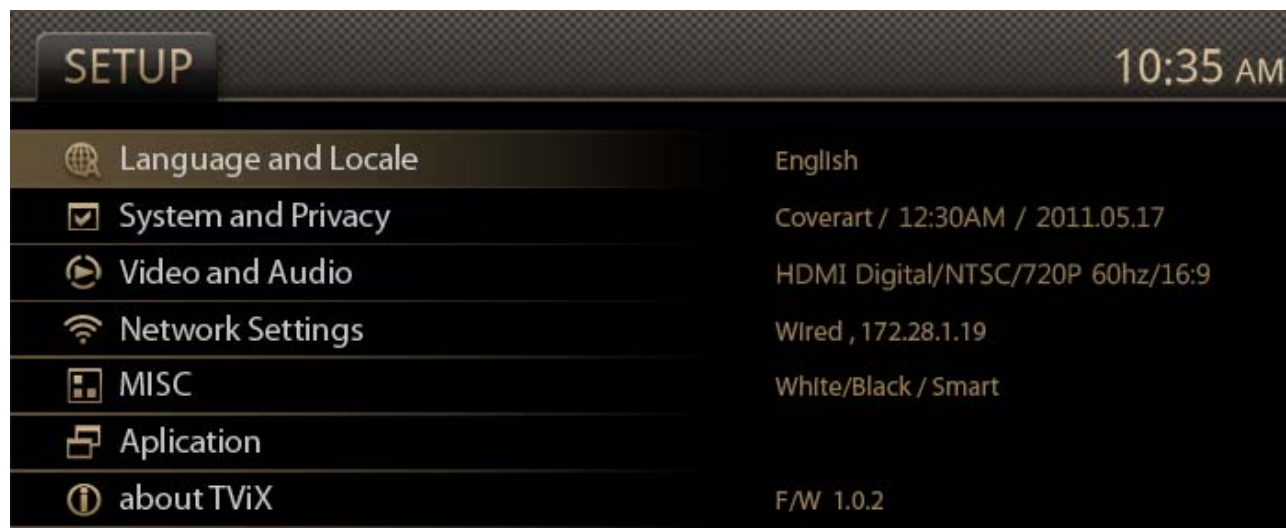 SETUP 10:35 AM
Language and Locale English
System and Privacy Coverart / 12:30AM / 2011.05.17
Video and Audio HDMI Digital/NTSC/720P 60hz/16:9
Network Settings Wired , 172.28.1.19
MISC White/Black / Smart
Aplication
about TViX F/W 1.0.2